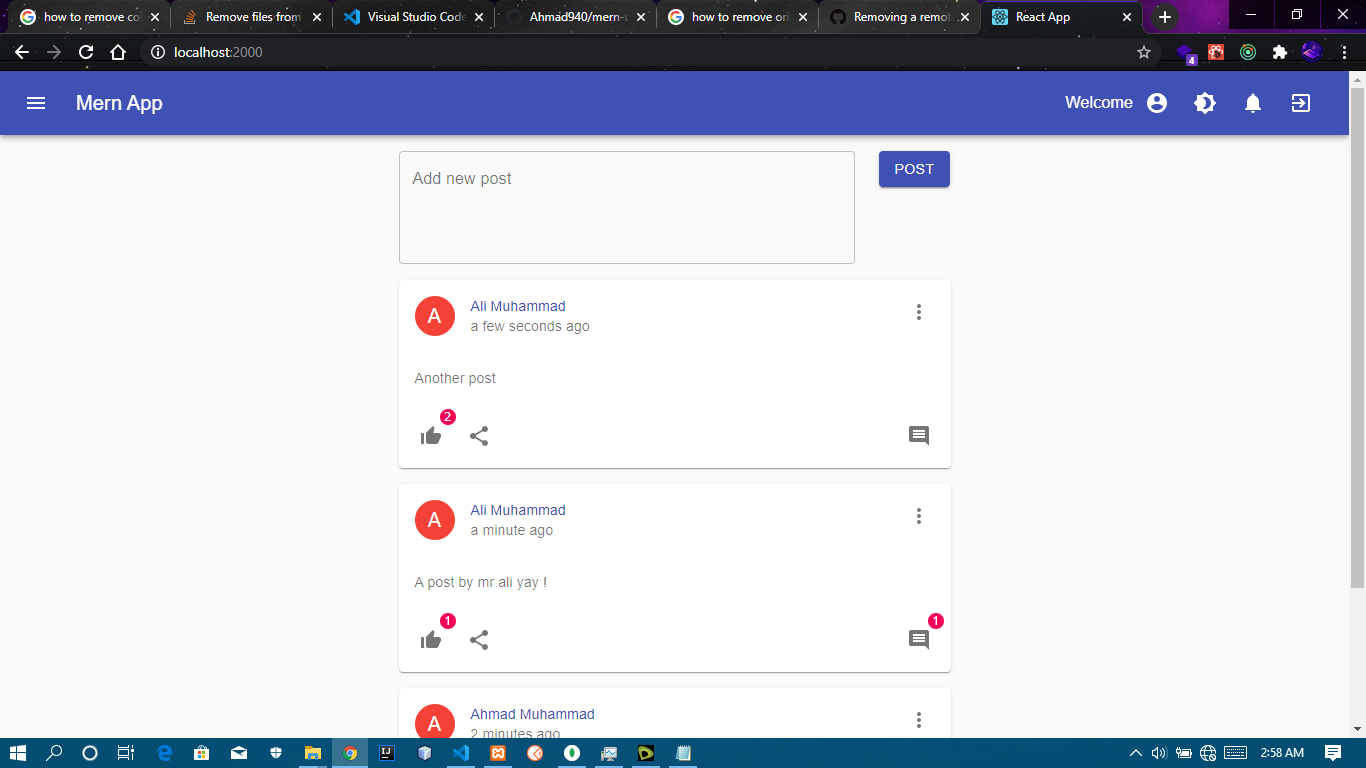 how to remove co
Remove files from
Visual Studio Code
Ahmad940/mern-
how to remove on
Removing a remot
React App
localhost:2000
4
Mern App
Welcome
Add new post
POST
A
Ali Muhammad
a few seconds ago
Another post
2
A
Ali Muhammad
a minute ago
A post by mr ali yay !
1
1
A
Ahmad Muhammad
2 minutes ago
2:58 AM